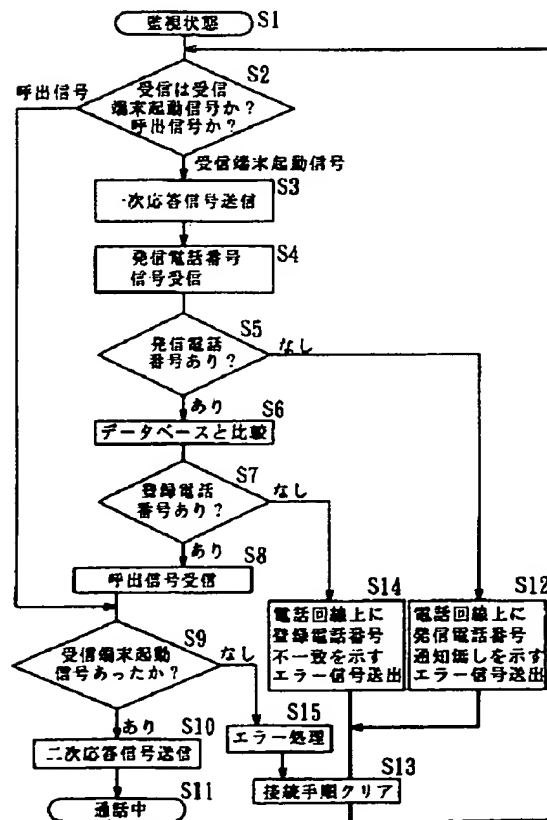 監視状態 S1
S2
呼出信号
受信は受信
端末起動信号か?
呼出信号か?
受信端末起動信号
S3
一次応答信号送信
S4
発信電話番号
信号受信
S5
発信電話
番号あり?
なし
あり
S6
データベースと比較
S7
登録電話
番号あり?
なし
あり
S8
呼出信号受信
S14
電話回線上に
登録電話番号
不一致を示す
エラー信号送出
S12
電話回線上に
発信電話番号
通知無しを示す
エラー信号送出
S9
受信端末起動
信号あったか?
なし
あり
S10
二次応答信号送信
S15
エラー処理
S13
接続手順クリア
S11
通話中